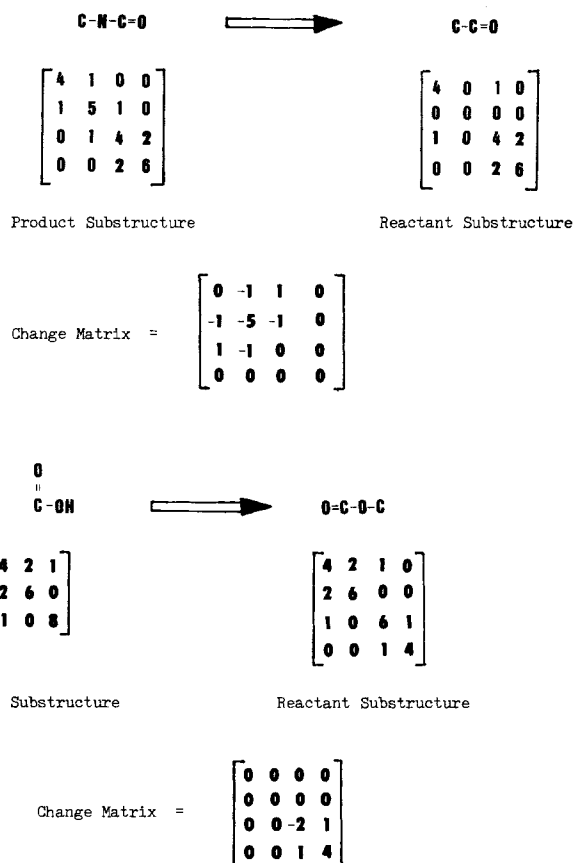 C-N-C=O C-C=O
4 1 0 0 4 0 1 0
1 5 1 0 0 0 0 0
0 1 4 2 1 0 4 2
0 0 2 6 0 0 2 6
Product Substructure Reactant Substructure
0 -1 1 0
-1 -5 -1 0
Change Matrix =
1 -1 0 0
0 0 0 0
O
=
C-OH O=C-O-C
4 2 1 4 2 1 0
2 6 0 2 6 0 0
1 0 8 1 0 6 1
0 0 1 4
Substructure Reactant Substructure
0 0 0 0
0 0 0 0
Change Matrix =
0 0 -2 1
0 0 1 4